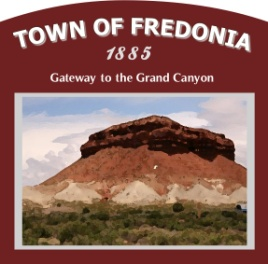 TOWN OF FREDONIA
1885
Gateway to the Grand Canyon